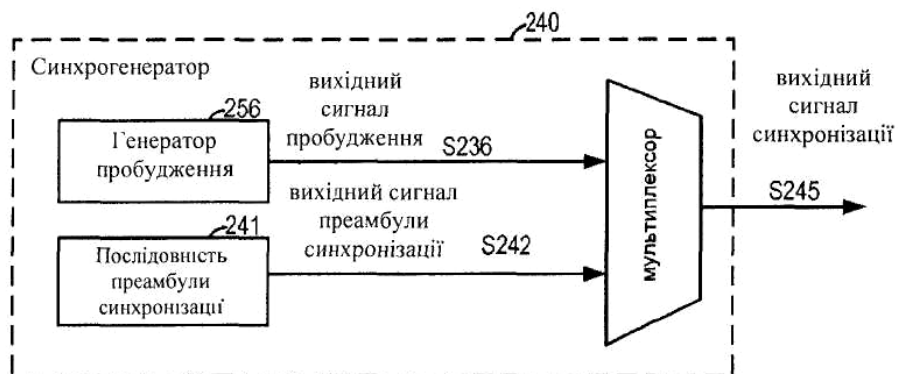 240
Синхрогенератор
256
Генератор
пробудження
вихідний
сигнал
пробудження
S236
241
Послідовність
преамбули
синхронізації
вихідний сигнал
преамбули
синхронізації
S242
мультиплексор
вихідний
сигнал
синхронізації
S245